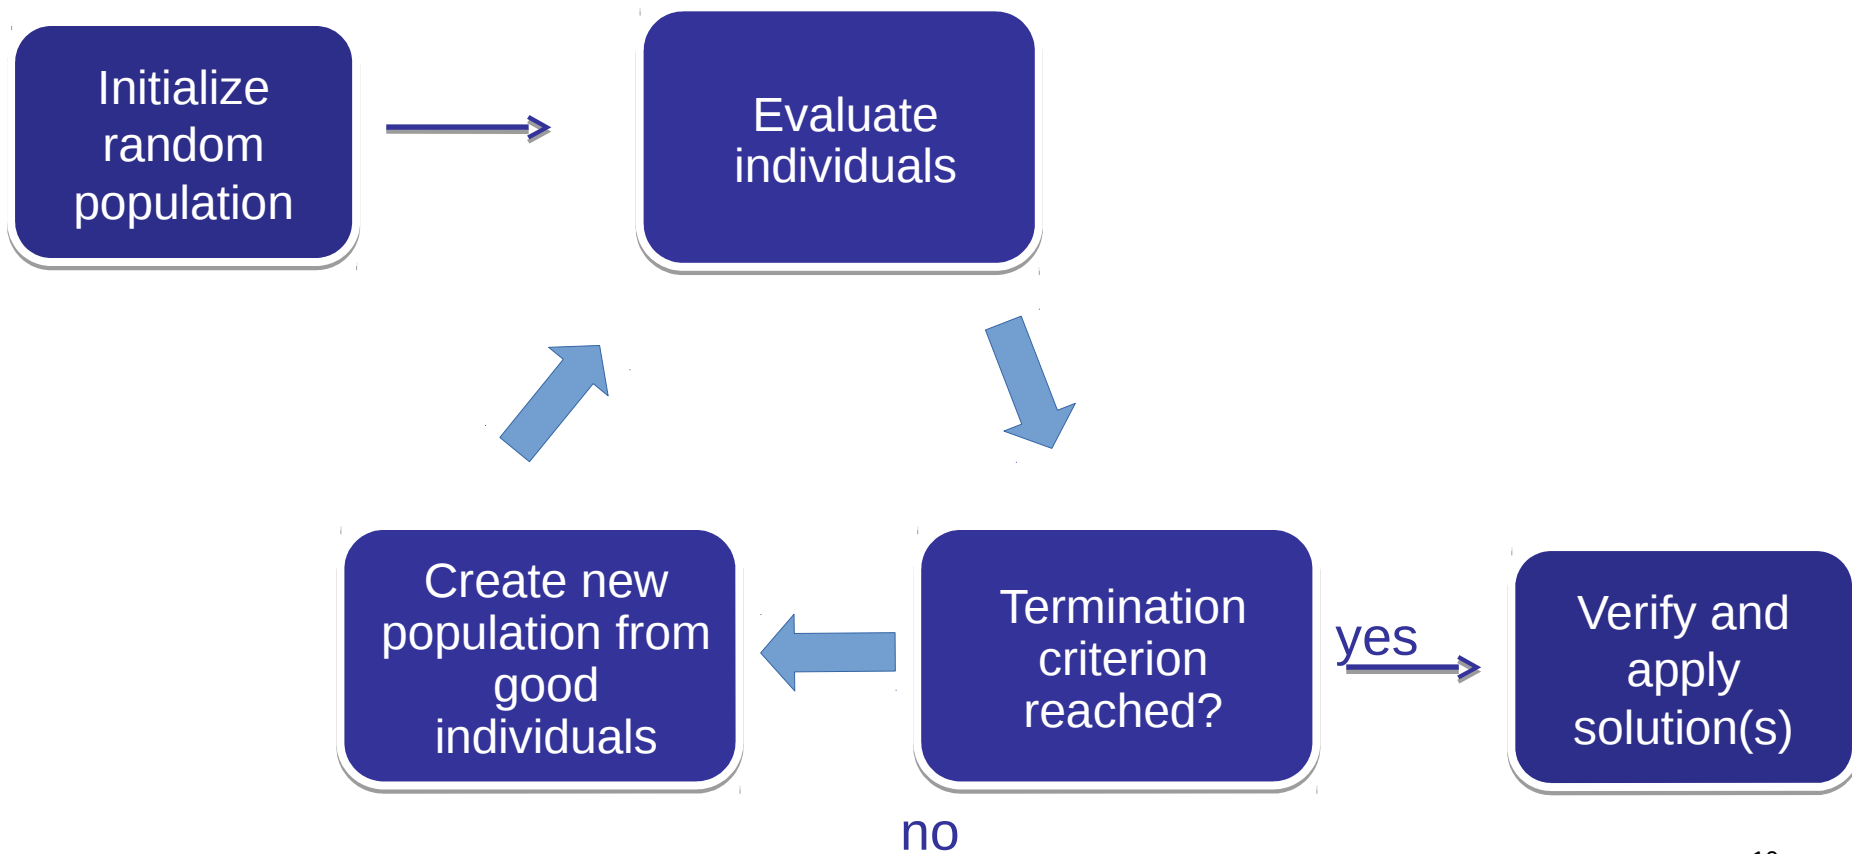 Initialize
random
population
Evaluate
individuals
Create new
population from
good
individuals
Termination
criterion
reached?
yes
Verify and
apply
solution(s)
no